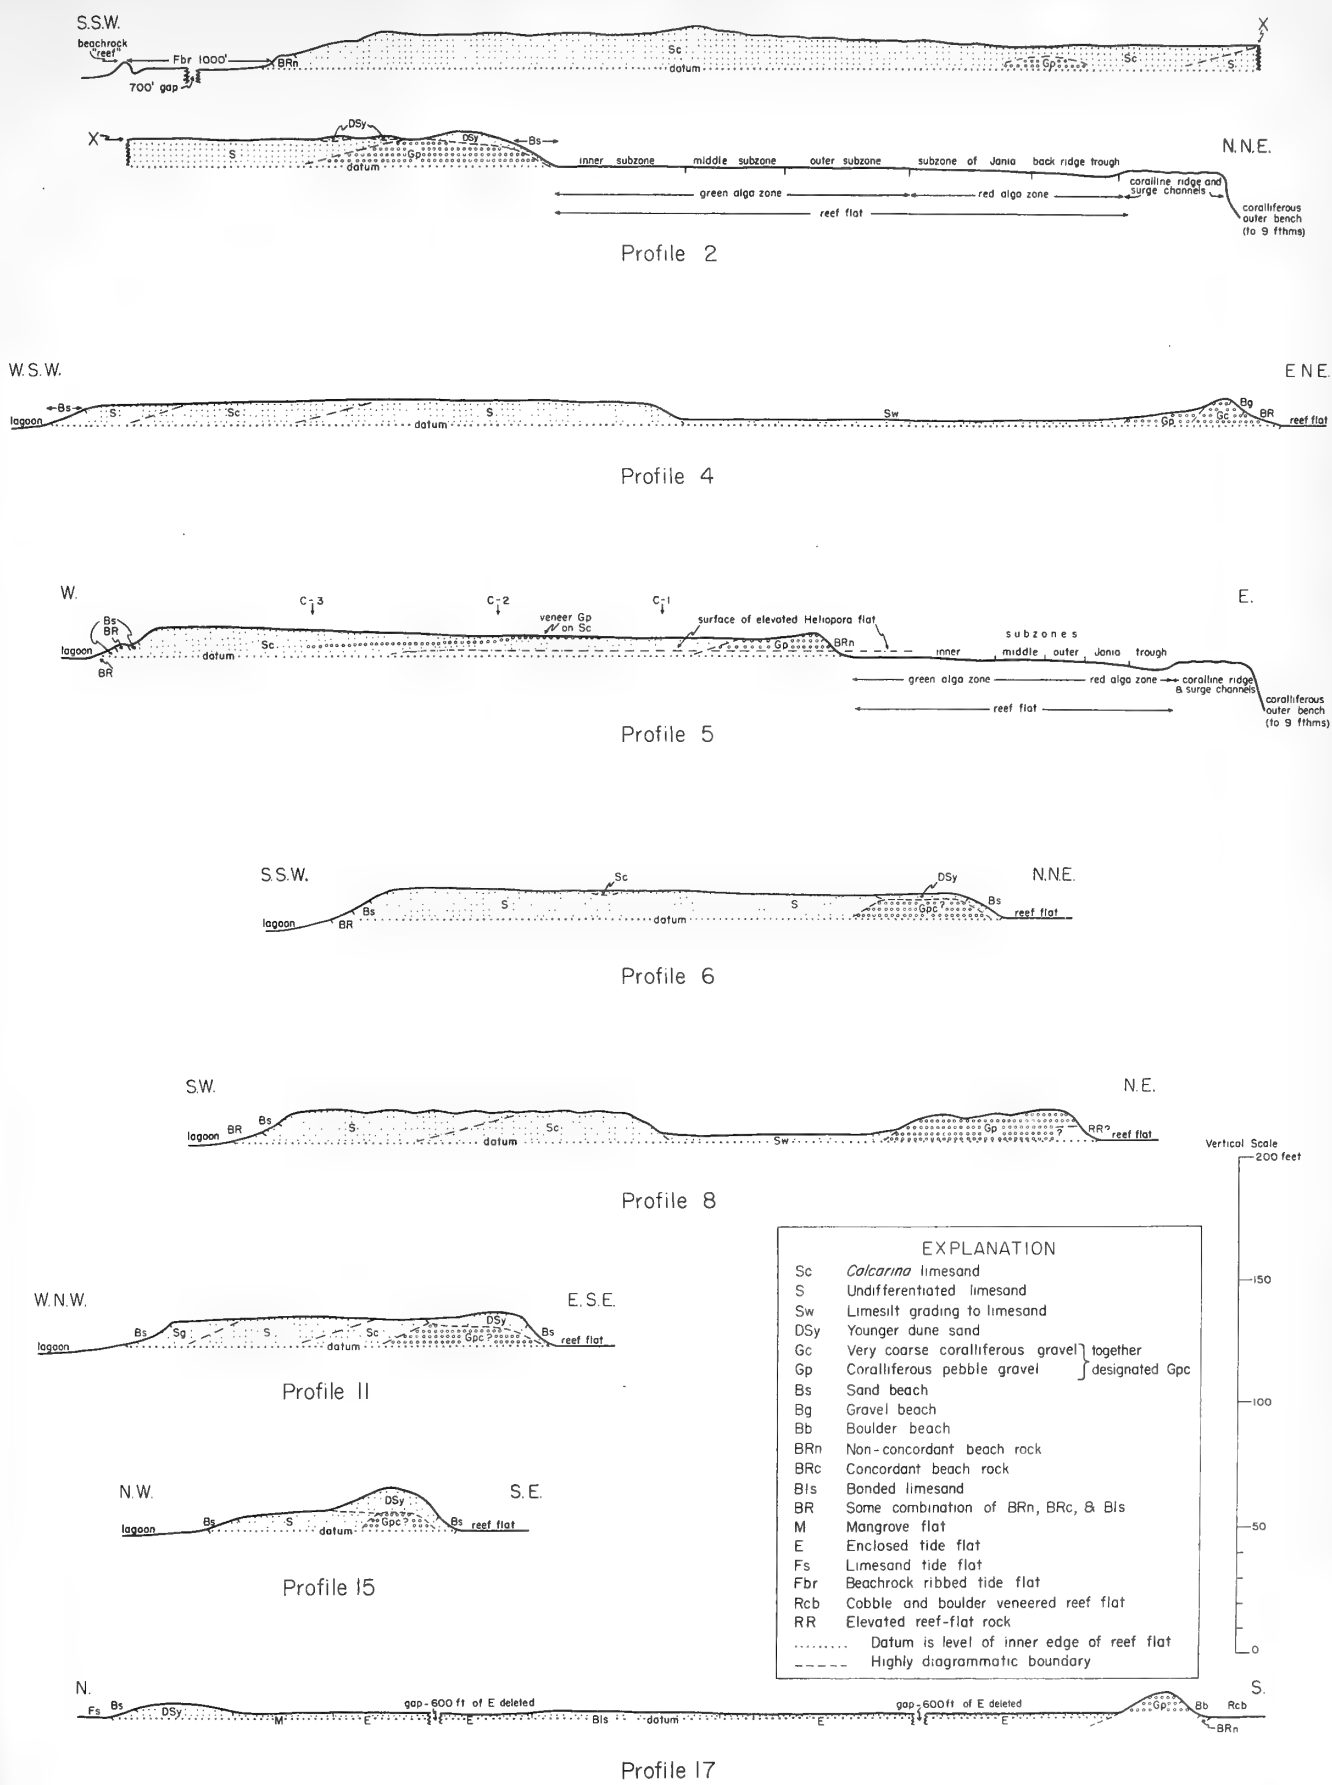 S.S.W.
beachrock
"reef"
Fbr 1000'
700' gap
BRn
Sc
datum
Gp
Sc
S
X
X
DSy
DSy
Bs
S
Gp
datum
inner subzone
middle subzone
outer subzone
subzone of Jania
back ridge trough
N.N.E.
green alga zone
red alga zone
coralline ridge and
surge channels
reef flat
coralliferous
outer bench
(to 9 fthms)
Profile 2
W.S.W.
E N E.
lagoon
Bs
S
Sc
S
datum
Sw
Gp
Gc
Bg
BR
reef flat
Profile 4
W.
E.
C-3
C-2
C-1
Bs
BR
lagoon
BR
datum
Sc
veneer Gp
on Sc
surface of elevated Heliopora flat
Gp
BRn
subzones
inner
middle
outer
Jania
trough
green alga zone
red alga zone
coralline ridge
& surge channels
reef flat
coralliferous
outer bench
(to 9 fthms)
Profile 5
S.S.W.
N.N.E.
lagoon
BR
Bs
S
Sc
datum
S
DSy
Gpc ?
Bs
reef flat
Profile 6
S.W.
N.E.
lagoon
BR
Bs
S
Sc
datum
Sw
Gp
?
RR?
reef flat
Profile 8
Vertical Scale
200 feet
150
100
50
0
W.N.W.
E.S.E.
lagoon
Bs
Sg
S
datum
Sc
DSy
Gpc ?
Bs
reef flat
Profile 11
N.W.
S.E.
lagoon
Bs
S
datum
DSy
Gpc ?
Bs
reef flat
Profile 15
EXPLANATION
Sc Calcarina limesand
S Undifferentiated limesand
Sw Limesilt grading to limesand
DSy Younger dune sand
Gc Very coarse coralliferous gravel together
Gp Coralliferous pebble gravel designated Gpc
Bs Sand beach
Bg Gravel beach
Bb Boulder beach
BRn Non-concordant beach rock
BRc Concordant beach rock
Bls Bonded limesand
BR Some combination of BRn, BRc, & Bls
M Mangrove flat
E Enclosed tide flat
Fs Limesand tide flat
Fbr Beachrock ribbed tide flat
Rcb Cobble and boulder veneered reef flat
RR Elevated reef-flat rock
Datum is level of inner edge of reef flat
Highly diagrammatic boundary
N.
S.
Fs
Bs
DSy
M
E
gap-600 ft of E deleted
E
Bls
datum
E
gap-600ft of E deleted
E
Gp
Bb
Rcb
BRn
Profile 17